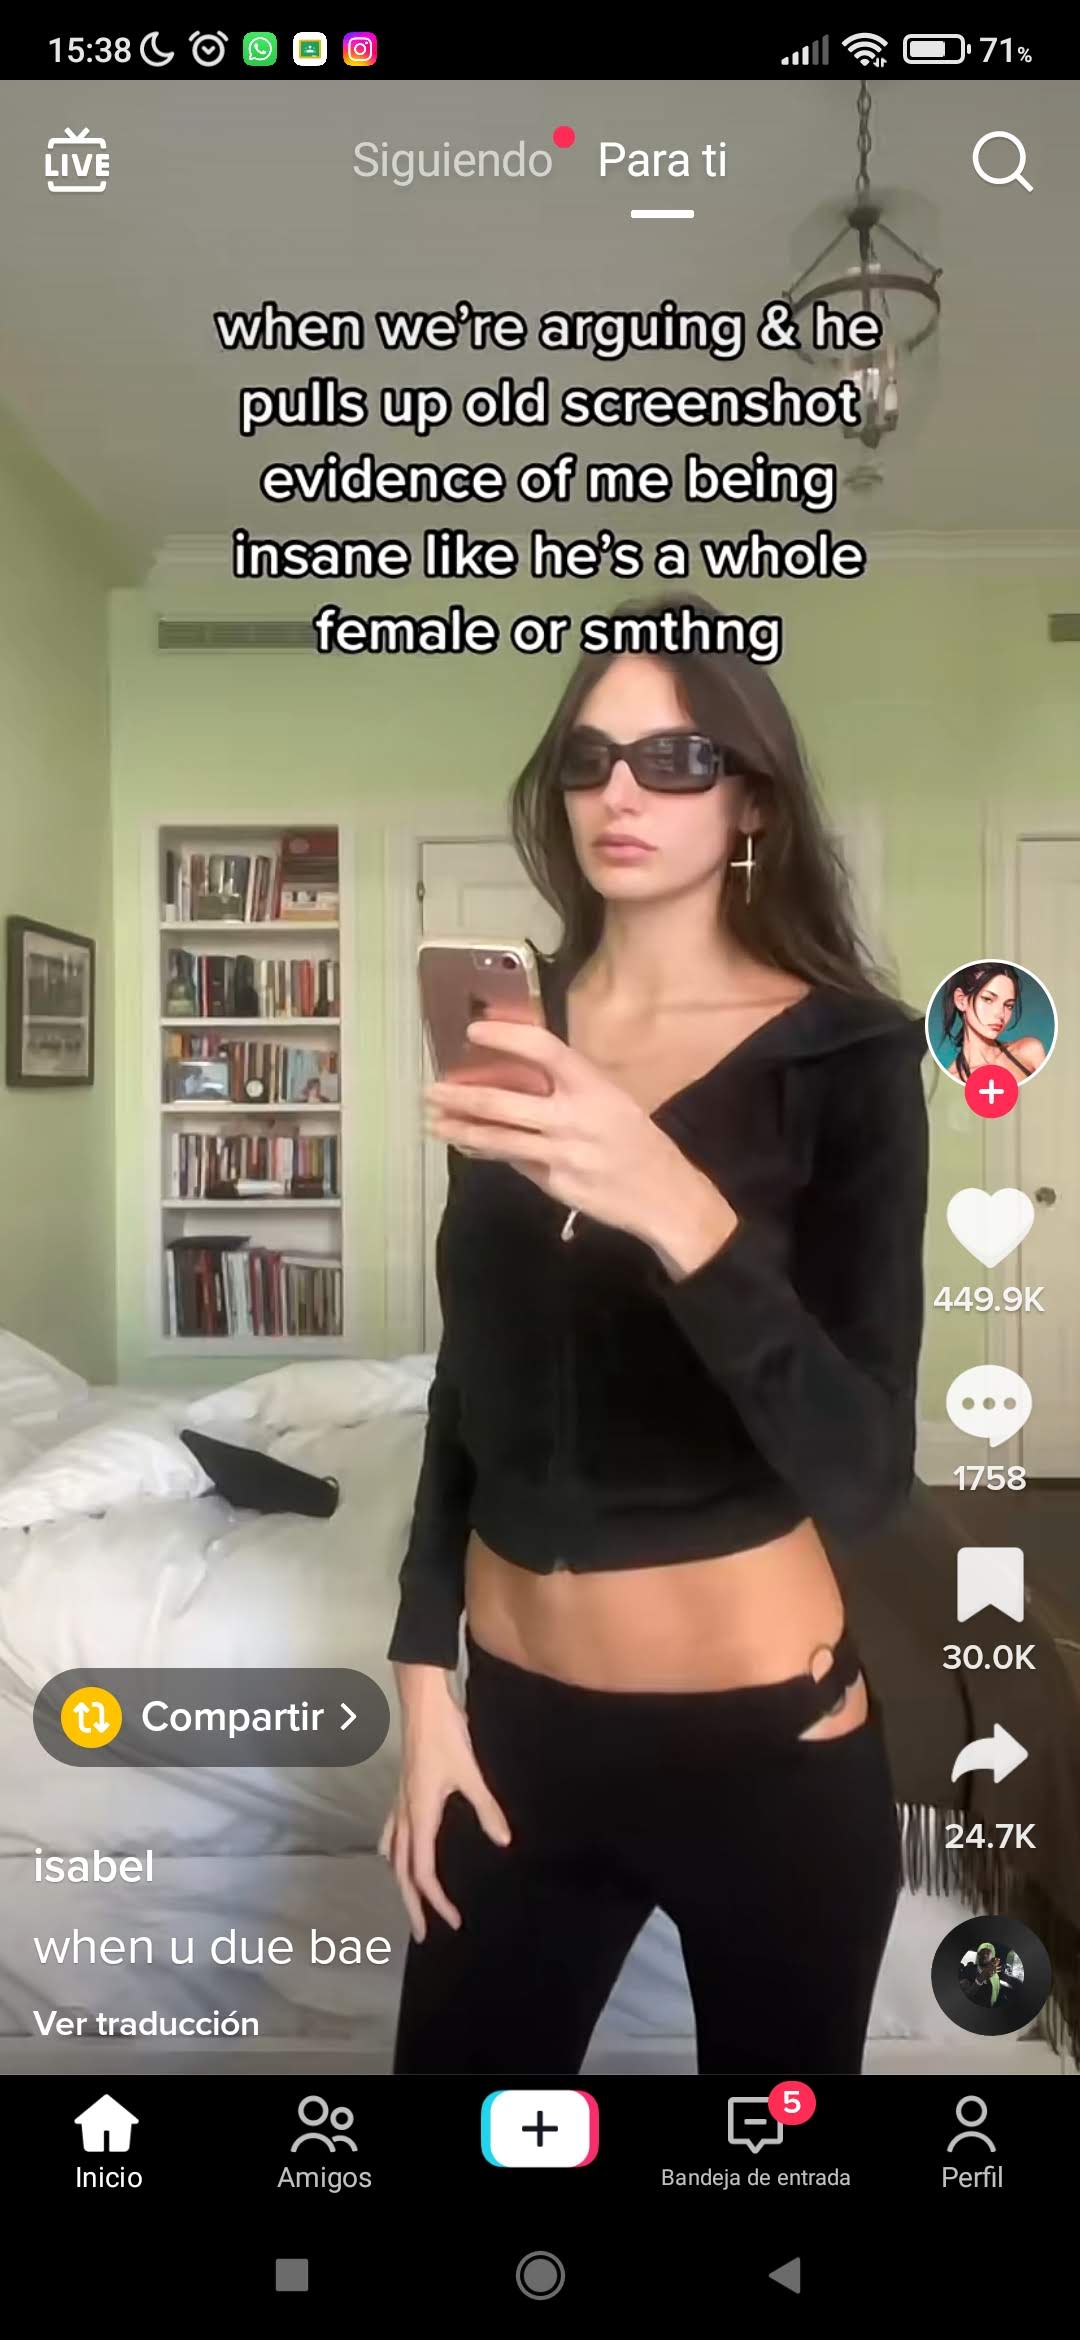 15:38
71%
LIVE
Siguiendo
Para ti
when we're arguing & he
pulls up old screenshot
evidence of me being
insane like he's a whole
female or smthng
449.9K
1758
30.0K
Compartir
24.7K
isabel
when u due bae
Ver traducción
5
Inicio
Amigos
Bandeja de entrada
Perfil